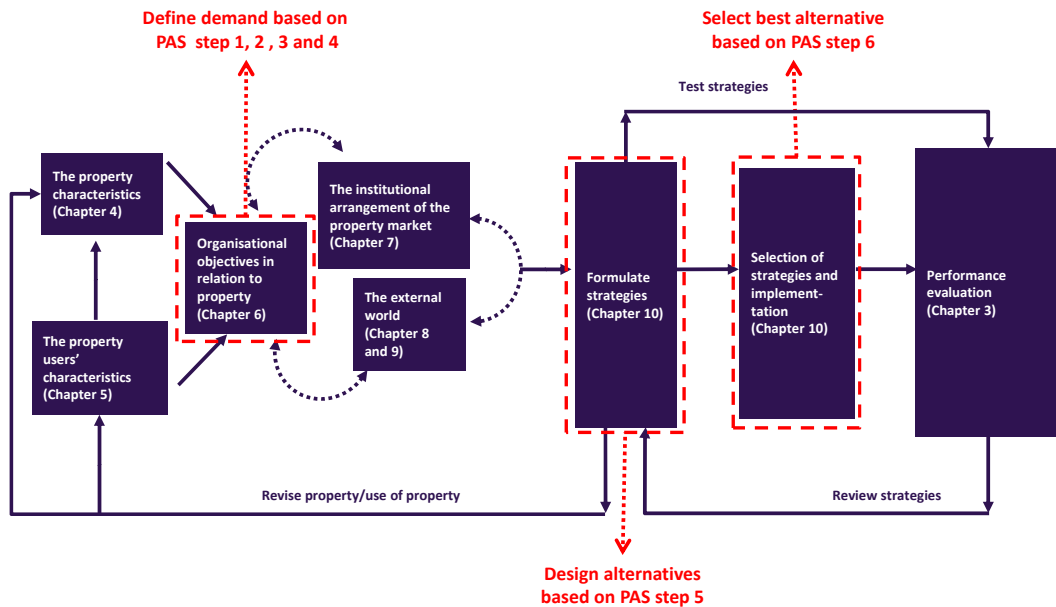 Define demand based on
PAS step 1, 2 , 3 and 4
Select best alternative
based on PAS step 6
Test strategies
The property
characteristics
(Chapter 4)
The institutional
arrangement of the
property market
(Chapter 7)
Organisational
objectives in
relation to
property
(Chapter 6)
The external
world
(Chapter 8
and 9)
The property
users'
characteristics
(Chapter 5)
Formulate
strategies
(Chapter 10)
Selection of
strategies and
implement-
tation
(Chapter 10)
Performance
evaluation
(Chapter 3)
Revise property/use of property
Review strategies
Design alternatives
based on PAS step 5